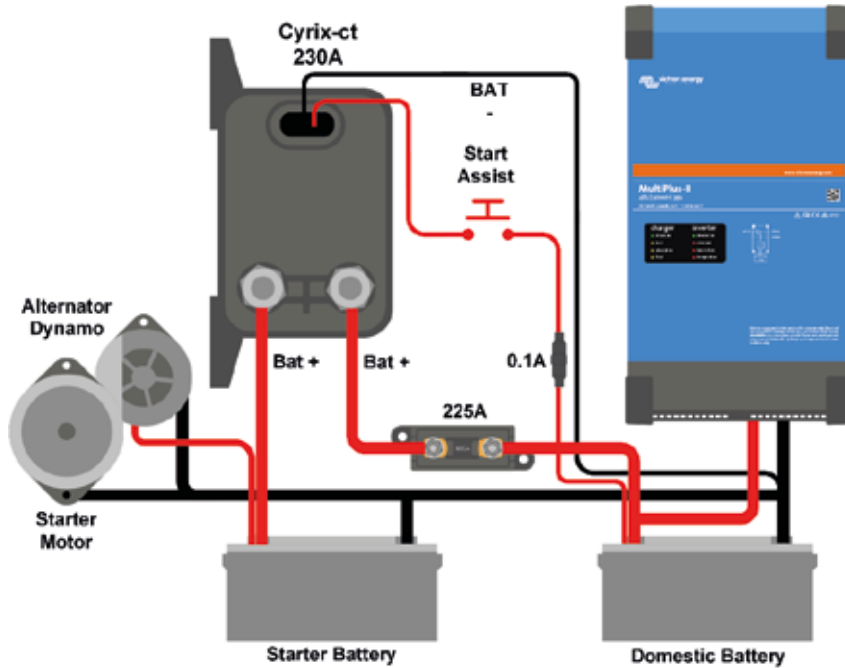 Cyrix-ct
230A
BAT
-
Start
Assist
victron energy
MultiPlus-II
charger
inverter
Alternator
Dynamo
Bat +
Bat +
0.1A
225A
Starter
Motor
Starter Battery
Domestic Battery